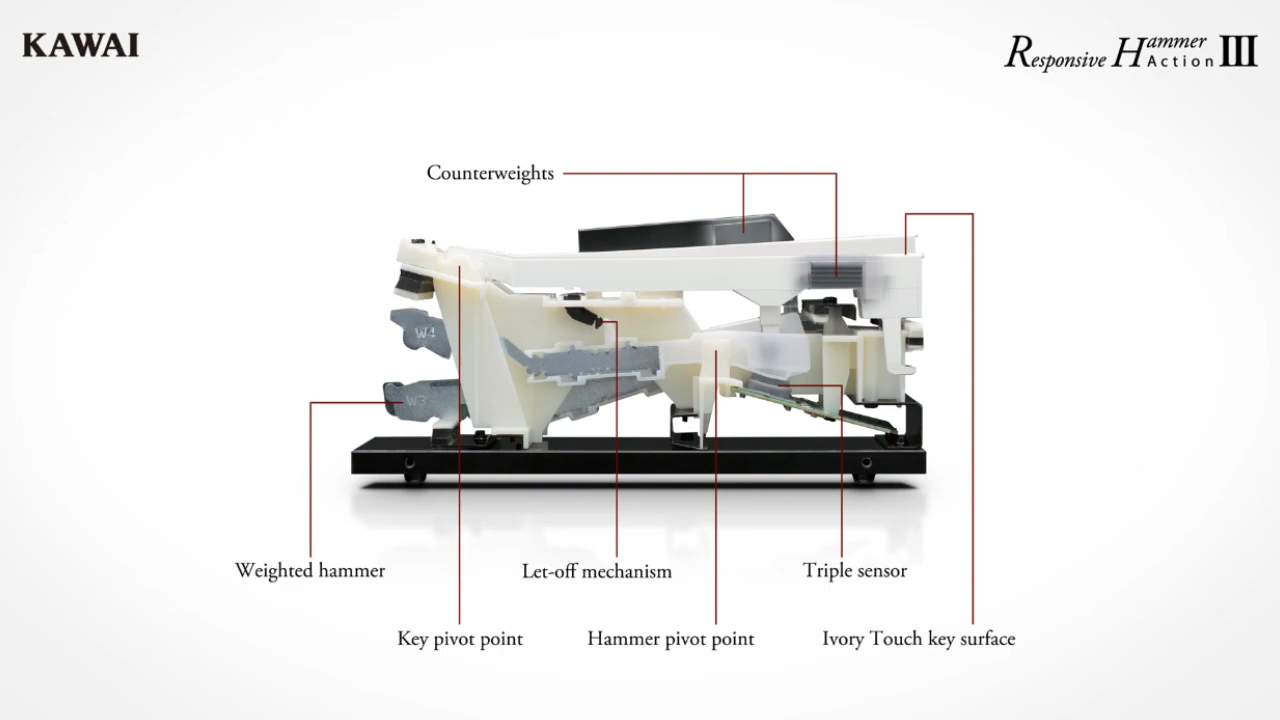 KAWAI
Responsive Hammer Action III
Counterweights
W4
W3
Weighted hammer
Let-off mechanism
Triple sensor
Key pivot point
Hammer pivot point
Ivory Touch key surface